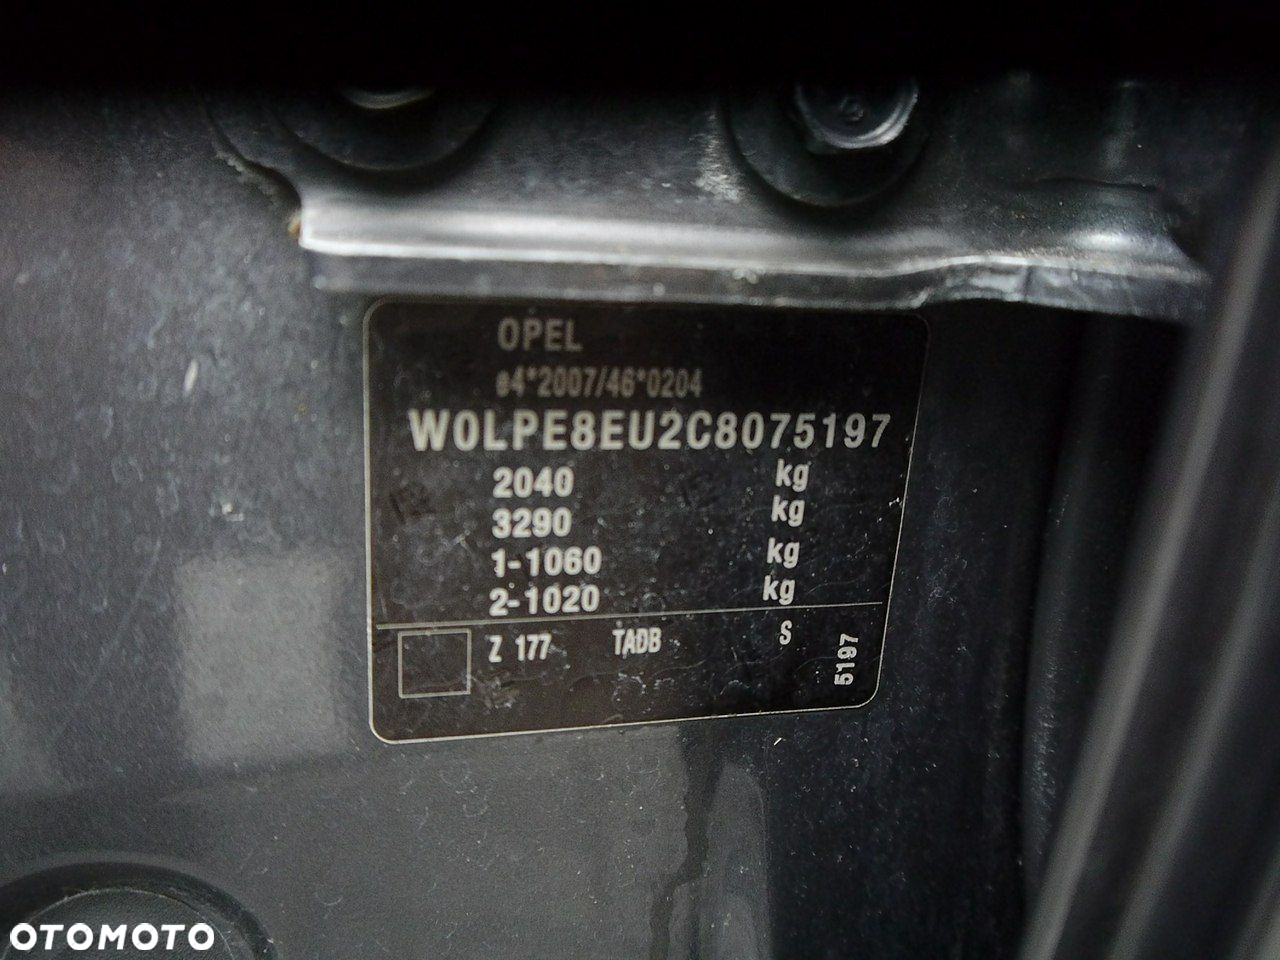 OPEL
e4*2007/46*0204
W0LPE8EU2C8075197
2040 kg
3290 kg
1-1060 kg
2-1020 kg
Z 177 TADB S
5197
OTOMOTO